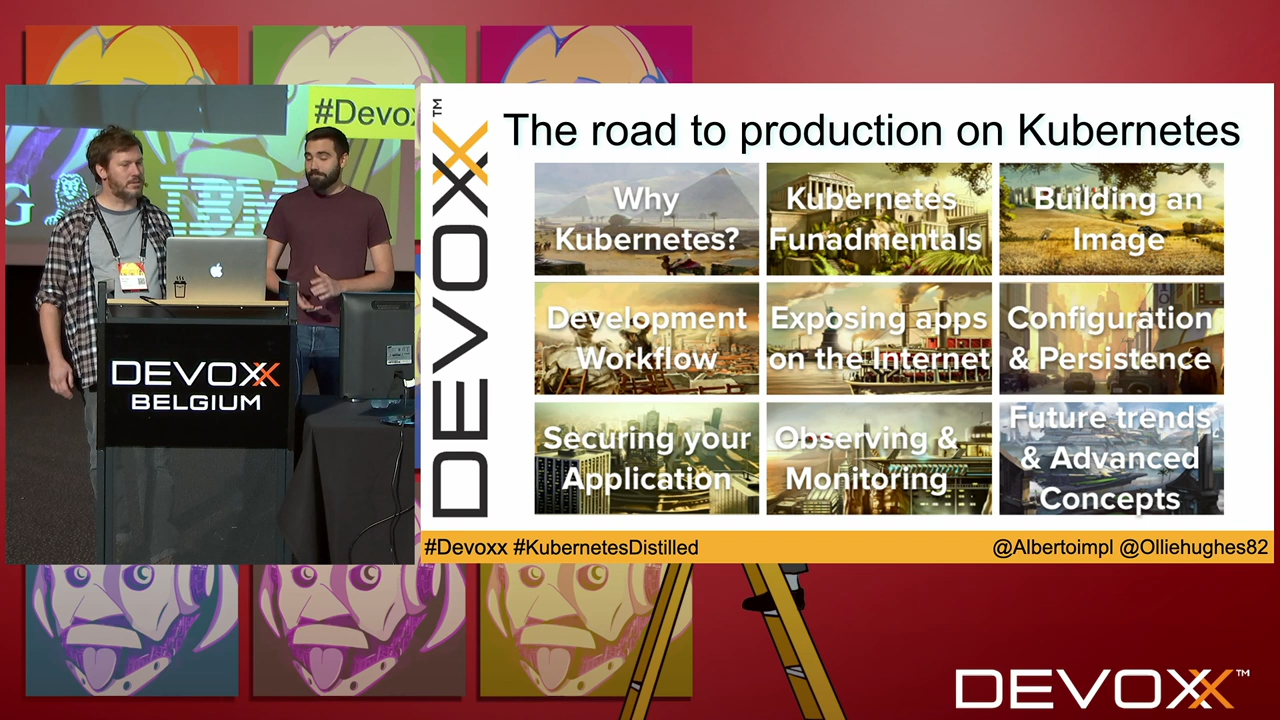 #Devox
G
IBM
DEVOXX
BELGIUM
DEVOXX™
The road to production on Kubernetes
Why
Kubernetes?
Kubernetes
Funadmentals
Building an
Image
Development
Workflow
Exposing apps
on the Internet
Configuration
& Persistence
Securing your
Application
Observing &
Monitoring
Future trends
& Advanced
Concepts
#Devoxx #KubernetesDistilled
@Albertoimpl @Olliehughes82
DEVOXX™